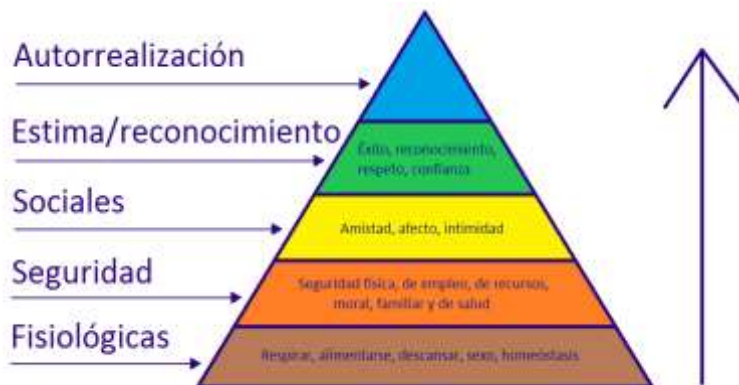 Autorrealización
Estima/reconocimiento
Éxito, reconocimiento,
respeto, confianza
Sociales
Amistad, afecto, intimidad
Seguridad
Seguridad física, de empleo, de recursos,
moral, familiar y de salud
Fisiológicas
Respirar, alimentarse, descansar, sexo, homeóstasis